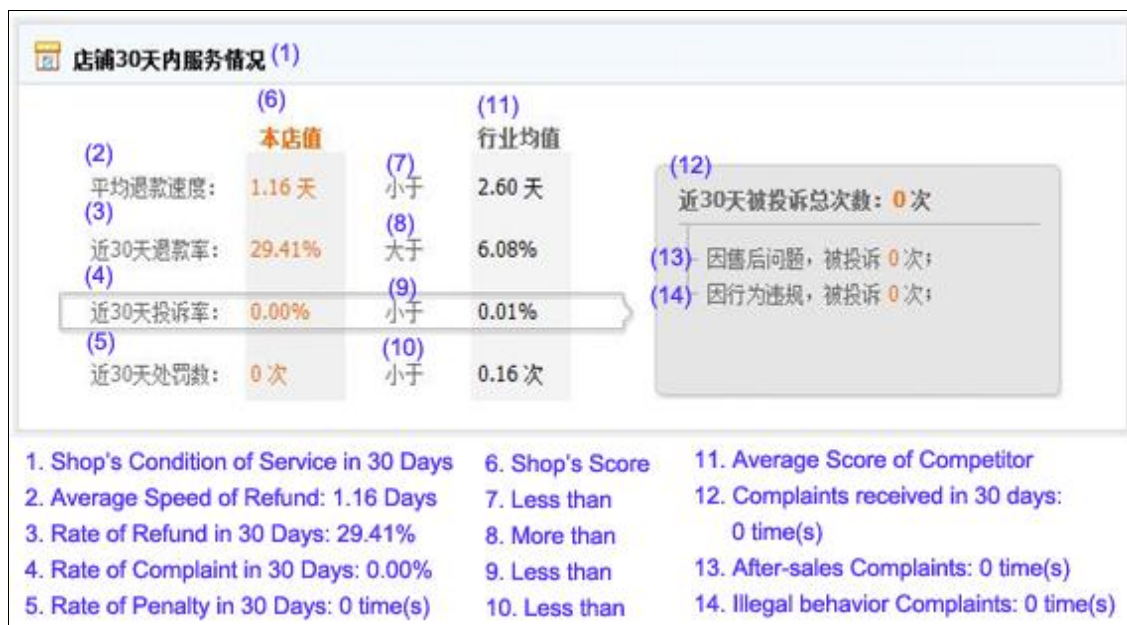 店铺30天内服务情况 (1)
(6) (11)
本店值 行业均值
(2) (7) (12)
平均退款速度： 1.16 天 小于 2.60 天
近30天被投诉总次数：0 次
(3) (8)
近30天退款率： 29.41% 大于 6.08%
(13) 因售后问题，被投诉 0 次；
(4) (9)
(14) 因行为违规，被投诉 0 次；
近30天投诉率： 0.00% 小于 0.01%
(5) (10)
近30天处罚数： 0 次 小于 0.16 次
1. Shop's Condition of Service in 30 Days
2. Average Speed of Refund: 1.16 Days
3. Rate of Refund in 30 Days: 29.41%
4. Rate of Complaint in 30 Days: 0.00%
5. Rate of Penalty in 30 Days: 0 time(s)
6. Shop's Score
7. Less than
8. More than
9. Less than
10. Less than
11. Average Score of Competitor
12. Complaints received in 30 days:
0 time(s)
13. After-sales Complaints: 0 time(s)
14. Illegal behavior Complaints: 0 time(s)